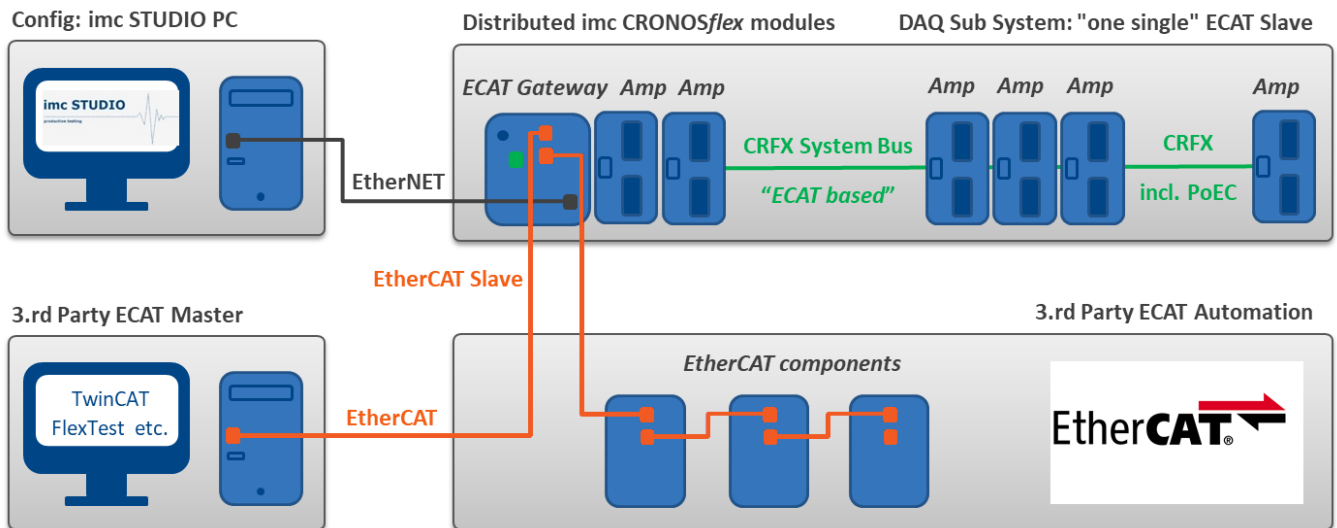 Config: imc STUDIO PC
Distributed imc CRONOSflex modules
DAQ Sub System: "one single" ECAT Slave
imc STUDIO
productive testing
ECAT Gateway
Amp
Amp
Amp
Amp
Amp
Amp
CRFX System Bus
“ECAT based”
CRFX
incl. PoEC
EtherNET
EtherCAT Slave
3.rd Party ECAT Master
3.rd Party ECAT Automation
TwinCAT
FlexTest etc.
EtherCAT
EtherCAT components
EtherCAT®